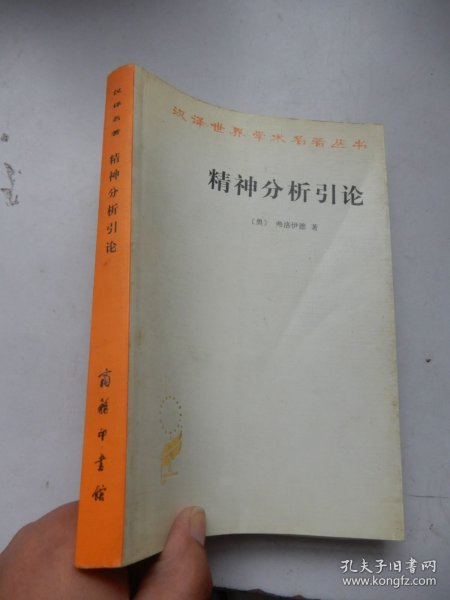 汉译世界学术名著丛书
精神分析引论
〔奥〕 弗洛伊德 著
汉译名著
精神分析引论
商务印书馆
孔夫子旧书网
www.kongfz.com